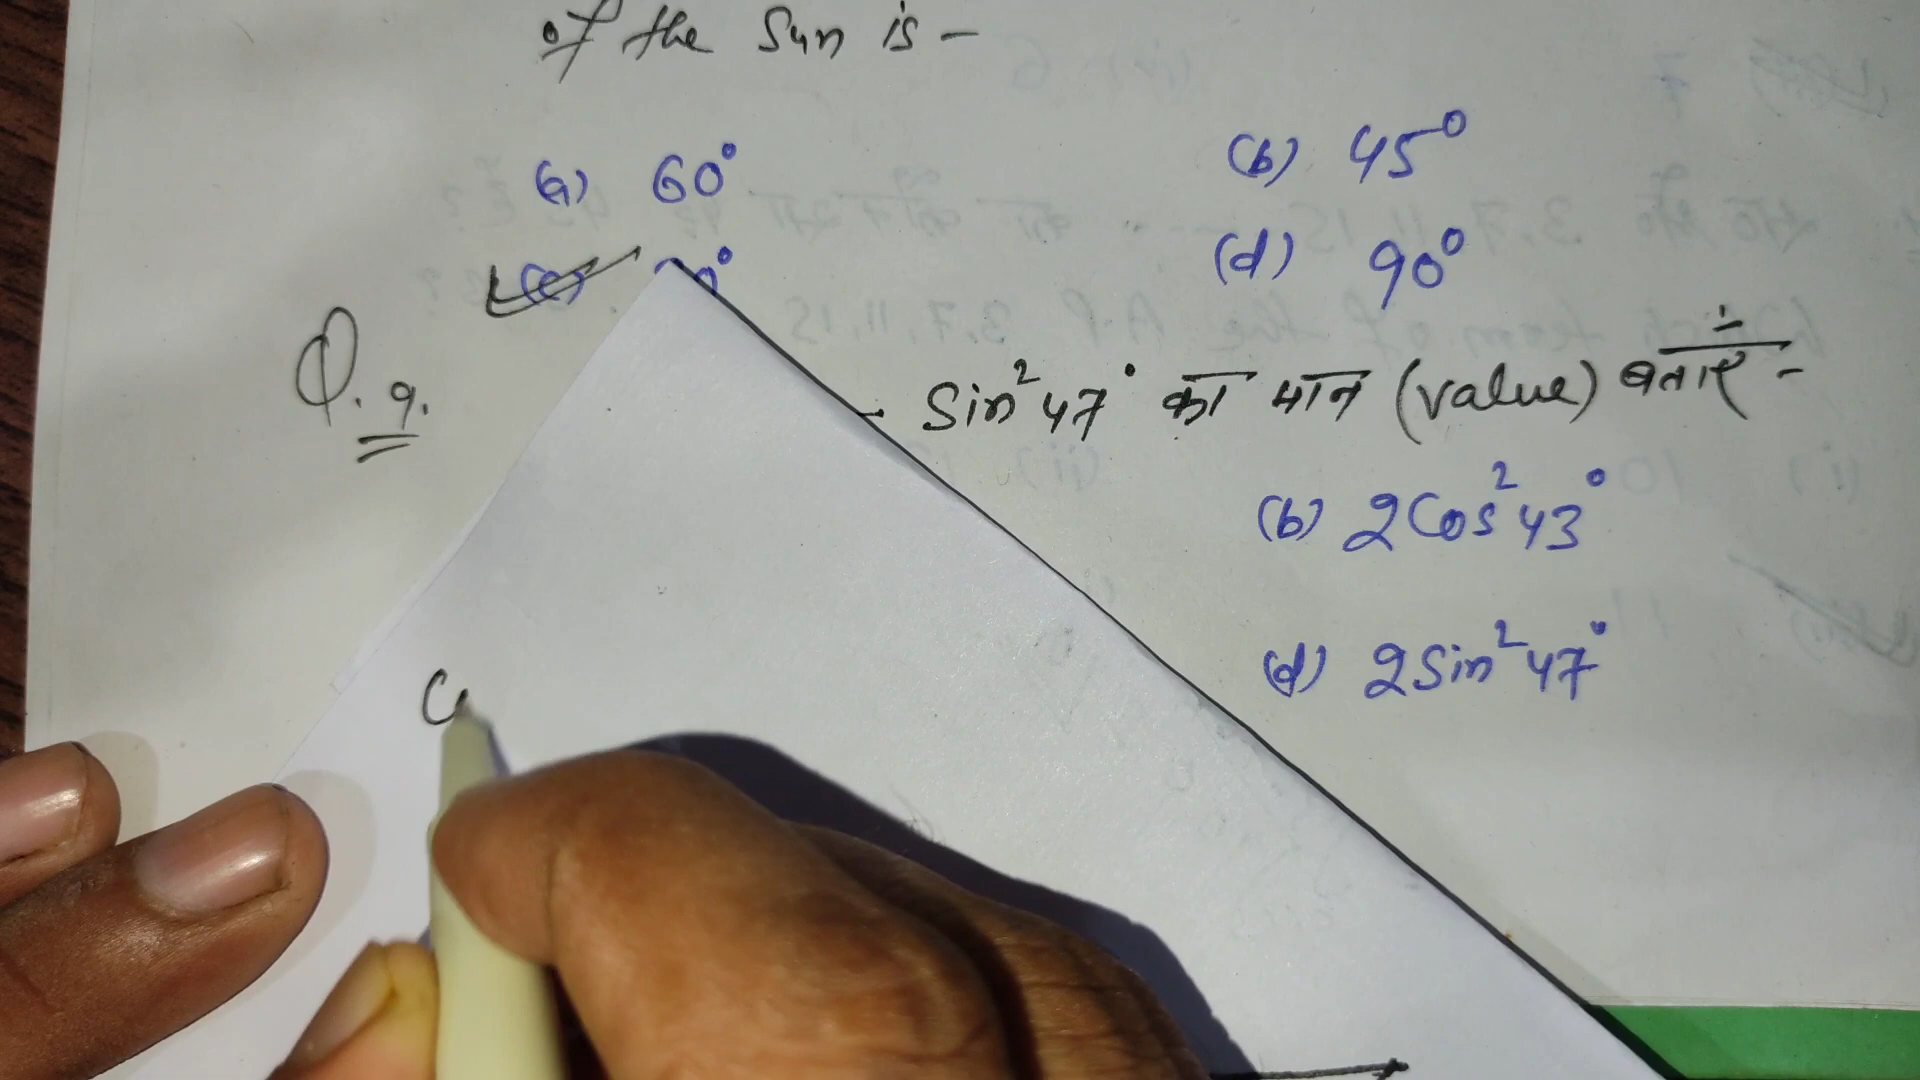 of the Sun is -
(a) 60°
(b) 45°
(c)
(d) 90°
Q. 9.
- Sin²47° का मान (value) बताएं -
(b) 2Cos²43°
(d) 2Sin²47°